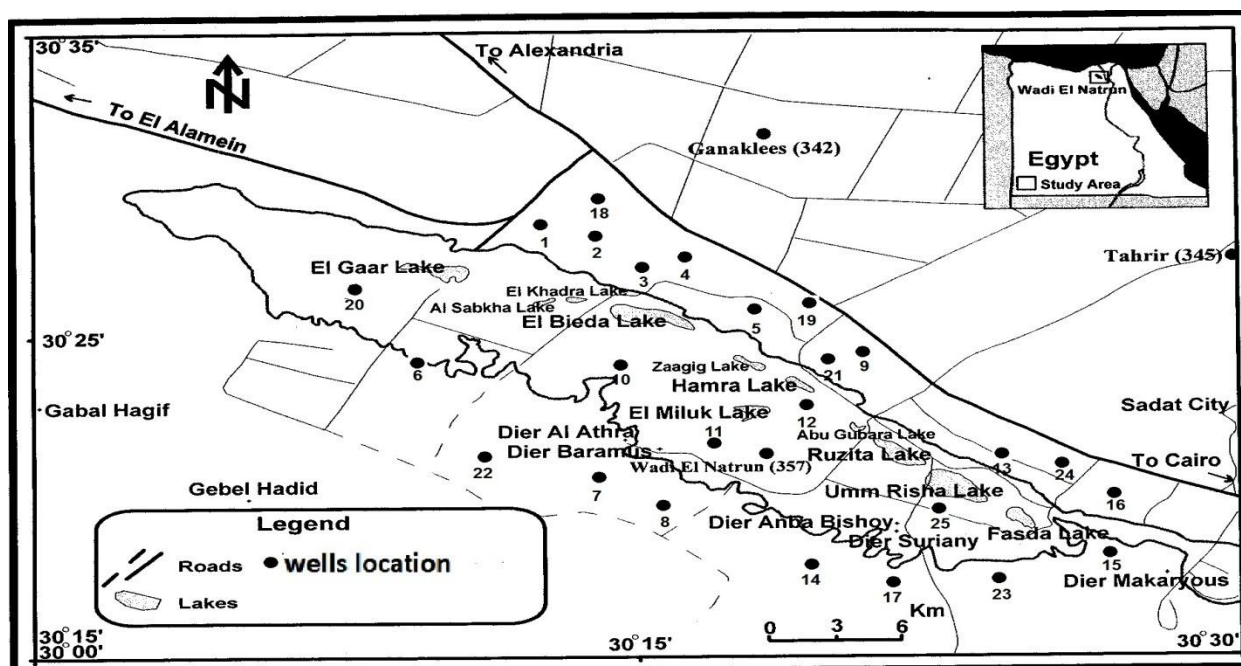 30°35'
To Alexandria
N
To El Alamein
Wadi El Natrun
Egypt
Study Area
Ganaklees (342)
18
1
2
3
4
Tahrir (345)
El Gaar Lake
20
El Khadra Lake
Al Sabkha Lake
El Bieda Lake
5
19
30°25'
6
10
Zaagig Lake
Hamra Lake
21
9
Gabal Hagif
El Miluk Lake
12
11
Abu Gubara Lake
Ruzita Lake
Sadat City
Dier Al Athra
Dier Baramus
Wadi El Natrun (357)
13
24
To Cairo
22
7
8
Gebel Hadid
Umm Risha Lake
16
25
Dier Anba Bishoy
Dier Suriany
Fasda Lake
15
Dier Makaryous
14
17
23
Legend
Roads
wells location
Lakes
Km
0 3 6
30°15'
30°00'
30°15'
30°30'